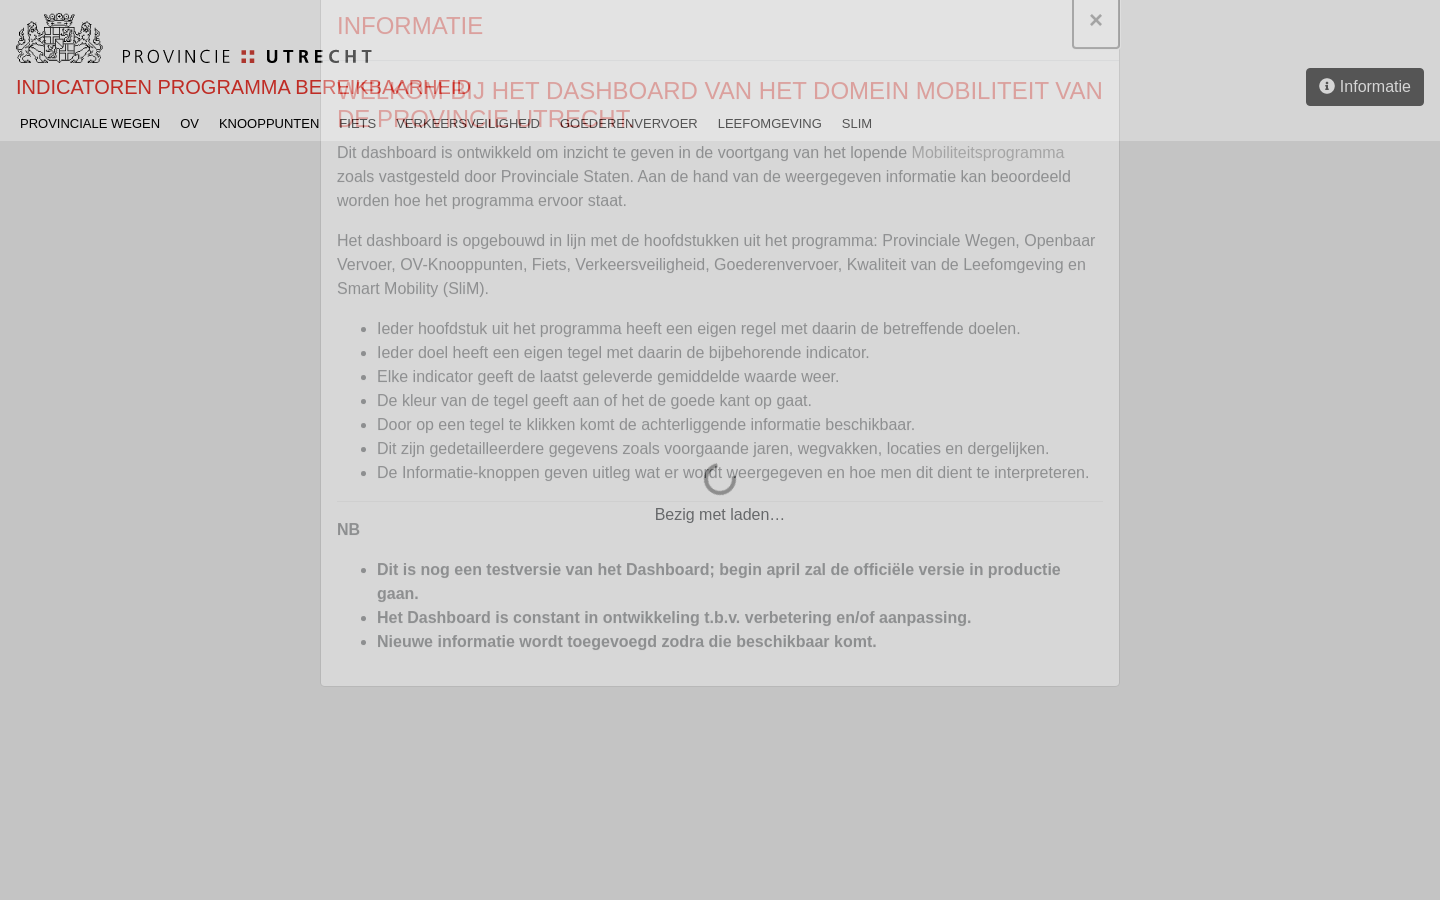 INFORMATIE
×
PROVINCIE UTRECHT
INDICATOREN PROGRAMMA BEREIKBAARHEID
Informatie
WELKOM BIJ HET DASHBOARD VAN HET DOMEIN MOBILITEIT VAN
DE PROVINCIE UTRECHT.
PROVINCIALE WEGEN OV KNOOPPUNTEN FIETS VERKEERSVEILIGHEID GOEDERENVERVOER LEEFOMGEVING SLIM
Dit dashboard is ontwikkeld om inzicht te geven in de voortgang van het lopende Mobiliteitsprogramma
zoals vastgesteld door Provinciale Staten. Aan de hand van de weergegeven informatie kan beoordeeld
worden hoe het programma ervoor staat.
Het dashboard is opgebouwd in lijn met de hoofdstukken uit het programma: Provinciale Wegen, Openbaar
Vervoer, OV-Knooppunten, Fiets, Verkeersveiligheid, Goederenvervoer, Kwaliteit van de Leefomgeving en
Smart Mobility (SliM).
• Ieder hoofdstuk uit het programma heeft een eigen regel met daarin de betreffende doelen.
• Ieder doel heeft een eigen tegel met daarin de bijbehorende indicator.
• Elke indicator geeft de laatst geleverde gemiddelde waarde weer.
• De kleur van de tegel geeft aan of het de goede kant op gaat.
• Door op een tegel te klikken komt de achterliggende informatie beschikbaar.
• Dit zijn gedetailleerdere gegevens zoals voorgaande jaren, wegvakken, locaties en dergelijken.
• De Informatie-knoppen geven uitleg wat er wordt weergegeven en hoe men dit dient te interpreteren.
Bezig met laden…
NB
• Dit is nog een testversie van het Dashboard; begin april zal de officiële versie in productie
gaan.
• Het Dashboard is constant in ontwikkeling t.b.v. verbetering en/of aanpassing.
• Nieuwe informatie wordt toegevoegd zodra die beschikbaar komt.